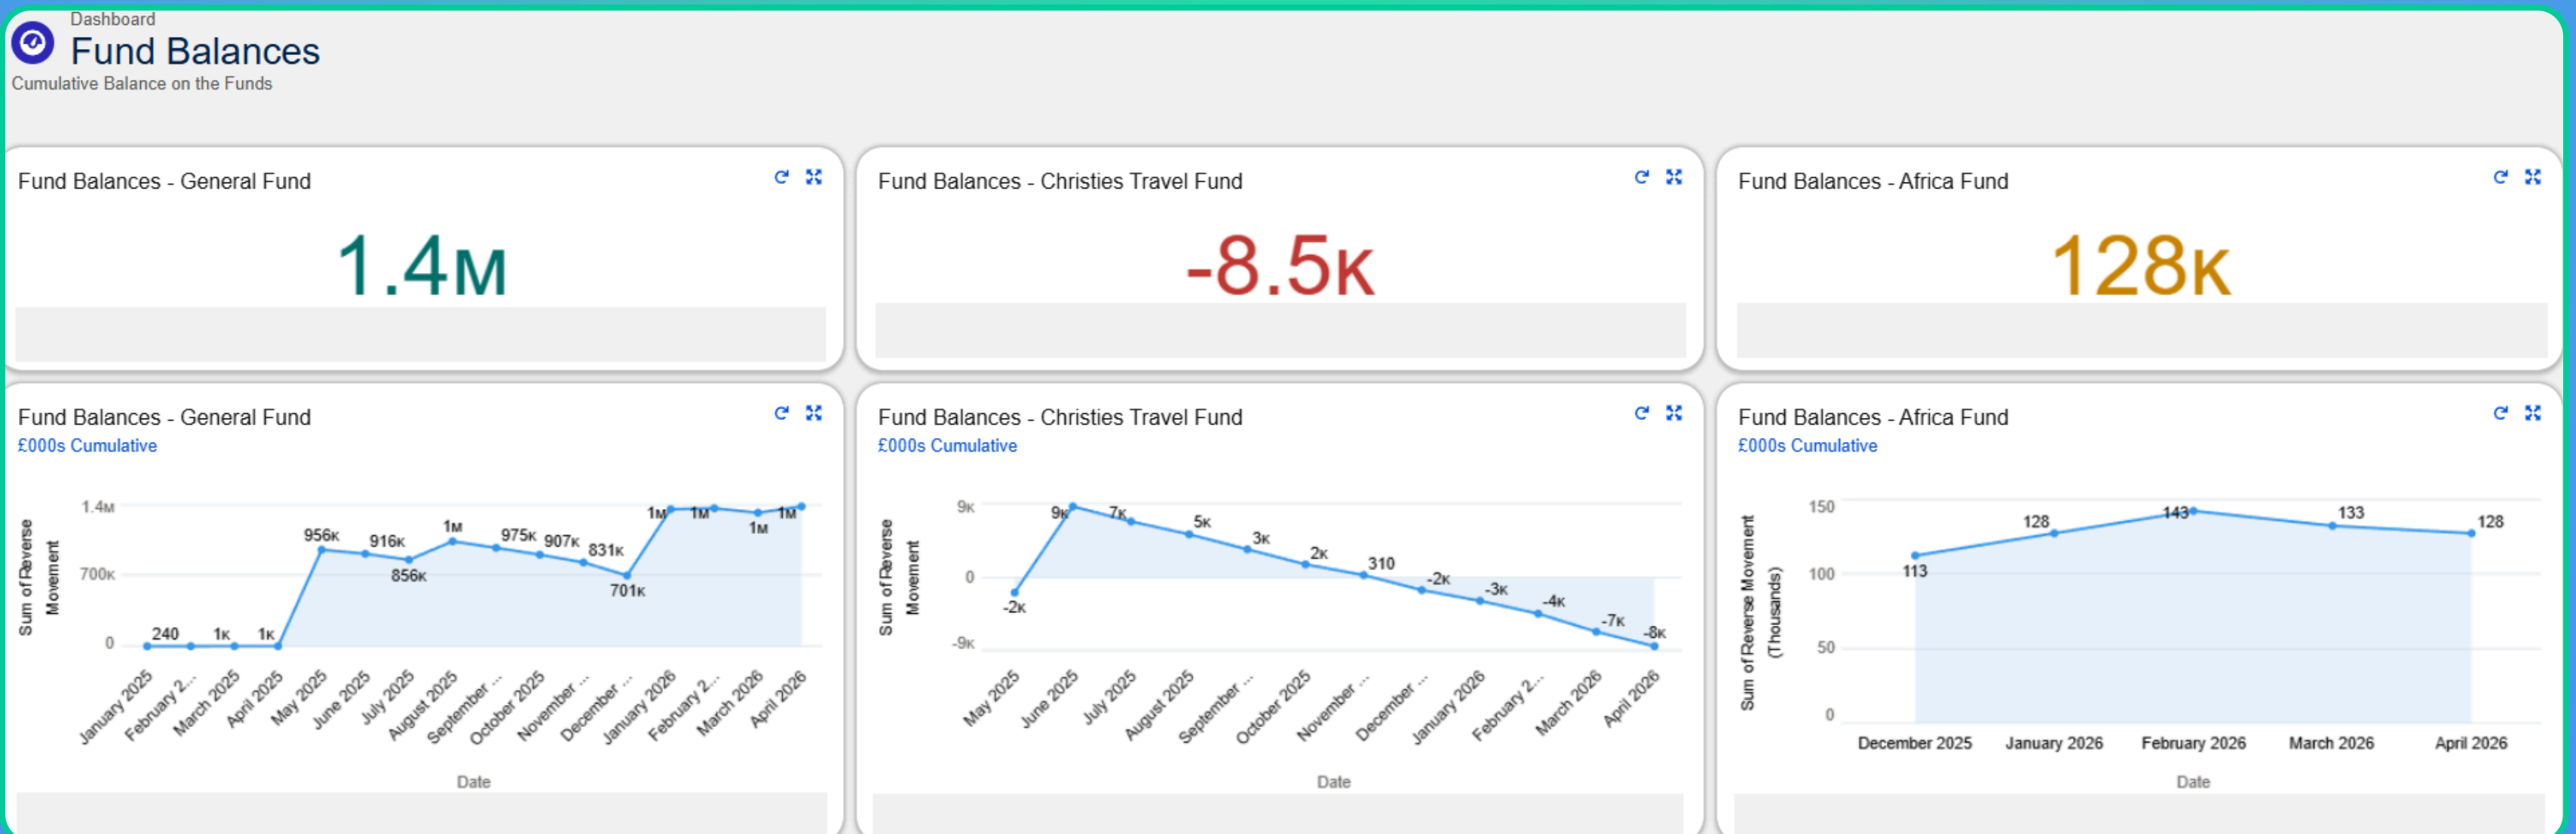 Dashboard
Fund Balances
Cumulative Balance on the Funds
Fund Balances - General Fund
1.4M
Fund Balances - Christies Travel Fund
-8.5K
Fund Balances - Africa Fund
128K
Fund Balances - General Fund
£000s Cumulative
Sum of Reverse
Movement
1.4M
700K
0
240
1K
1K
956K
916K
856K
1M
975K
907K
831K
701K
1M
1M
1M
1M
January 2025
February 2...
March 2025
April 2025
May 2025
June 2025
July 2025
August 2025
September ...
October 2025
November ...
December ...
January 2026
February 2...
March 2026
April 2026
Date
Fund Balances - Christies Travel Fund
£000s Cumulative
Sum of Reverse
Movement
9K
0
-9K
-2K
9K
7K
5K
3K
2K
310
-2K
-3K
-4K
-7K
-8K
May 2025
June 2025
July 2025
August 2025
September ...
October 2025
November ...
December ...
January 2026
February 2...
March 2026
April 2026
Date
Fund Balances - Africa Fund
£000s Cumulative
Sum of Reverse Movement
(Thousands)
150
100
50
0
113
128
143
133
128
December 2025
January 2026
February 2026
March 2026
April 2026
Date